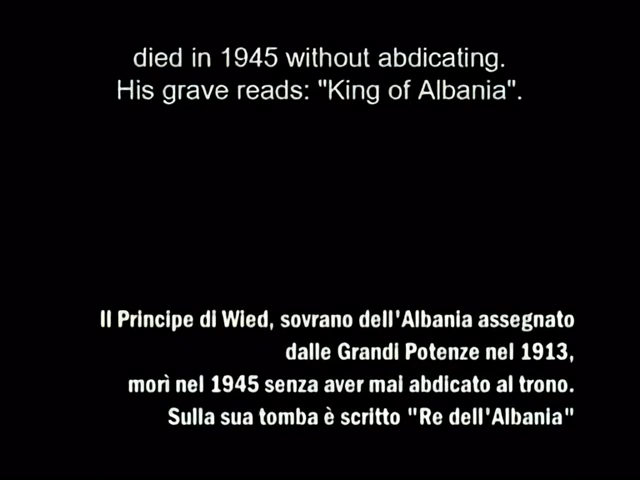 died in 1945 without abdicating.
His grave reads: "King of Albania".
Il Principe di Wied, sovrano dell'Albania assegnato
dalle Grandi Potenze nel 1913,
morì nel 1945 senza aver mai abdicato al trono.
Sulla sua tomba è scritto "Re dell'Albania"